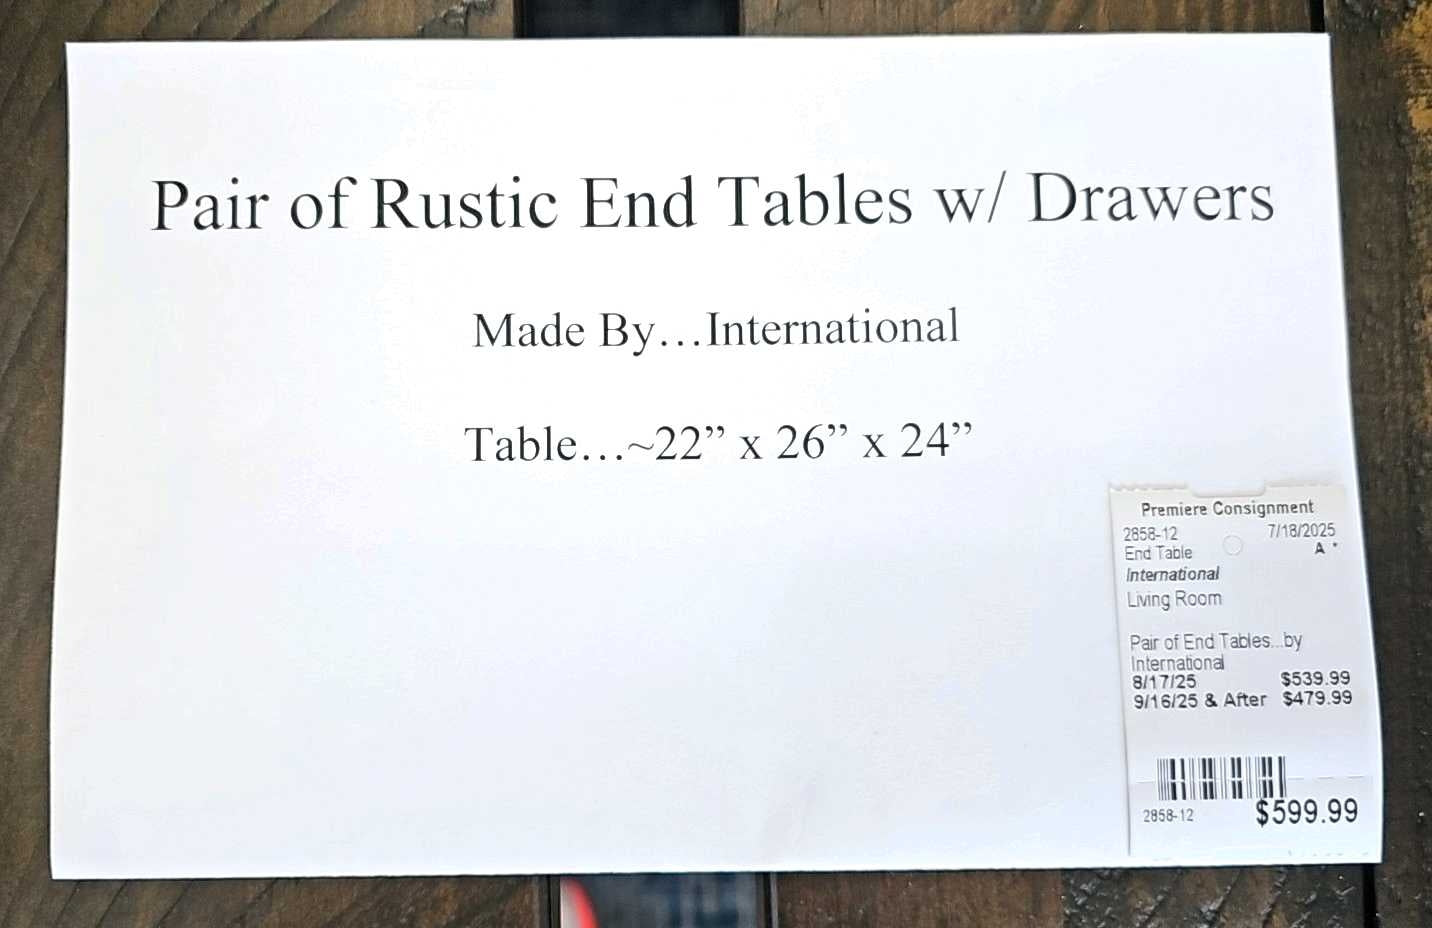 Pair of Rustic End Tables w/ Drawers
Made By…International
Table…~22” x 26” x 24”
Premiere Consignment
2858-12 7/18/2025
End Table A *
International
Living Room
Pair of End Tables...by
International
8/17/25 $539.99
9/16/25 & After $479.99
2858-12 $599.99